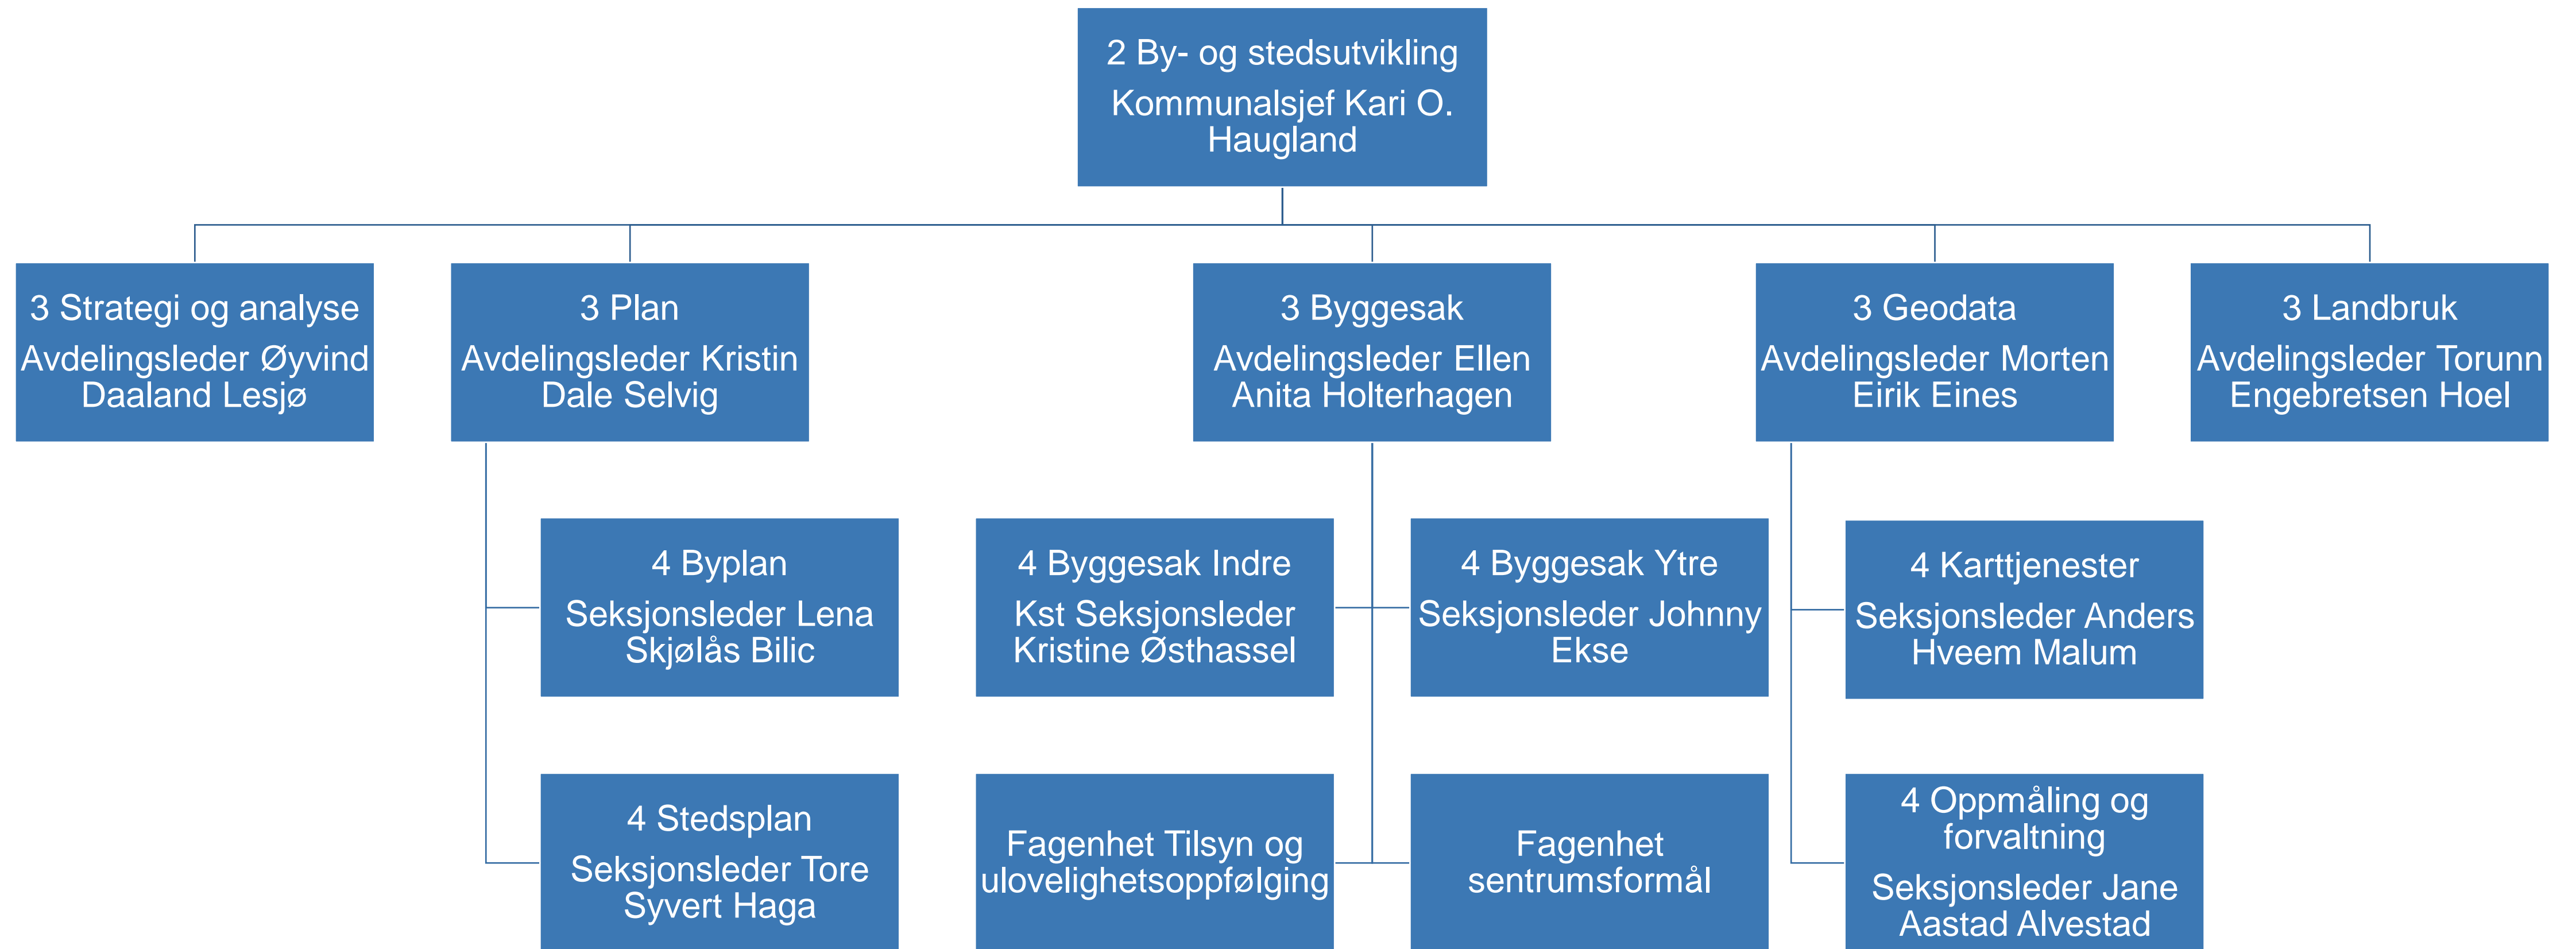 2 By- og stedsutvikling
Kommunalsjef Kari O.
Haugland
3 Strategi og analyse
Avdelingsleder Øyvind
Daaland Lesjø
3 Plan
Avdelingsleder Kristin
Dale Selvig
3 Byggesak
Avdelingsleder Ellen
Anita Holterhagen
3 Geodata
Avdelingsleder Morten
Eirik Eines
3 Landbruk
Avdelingsleder Torunn
Engebretsen Hoel
4 Byplan
Seksjonsleder Lena
Skjølås Bilic
4 Byggesak Indre
Kst Seksjonsleder
Kristine Østhassel
4 Byggesak Ytre
Seksjonsleder Johnny
Ekse
4 Karttjenester
Seksjonsleder Anders
Hveem Malum
4 Stedsplan
Seksjonsleder Tore
Syvert Haga
Fagenhet Tilsyn og
ulovelighetsoppfølging
Fagenhet
sentrumsformål
4 Oppmåling og
forvaltning
Seksjonsleder Jane
Aastad Alvestad